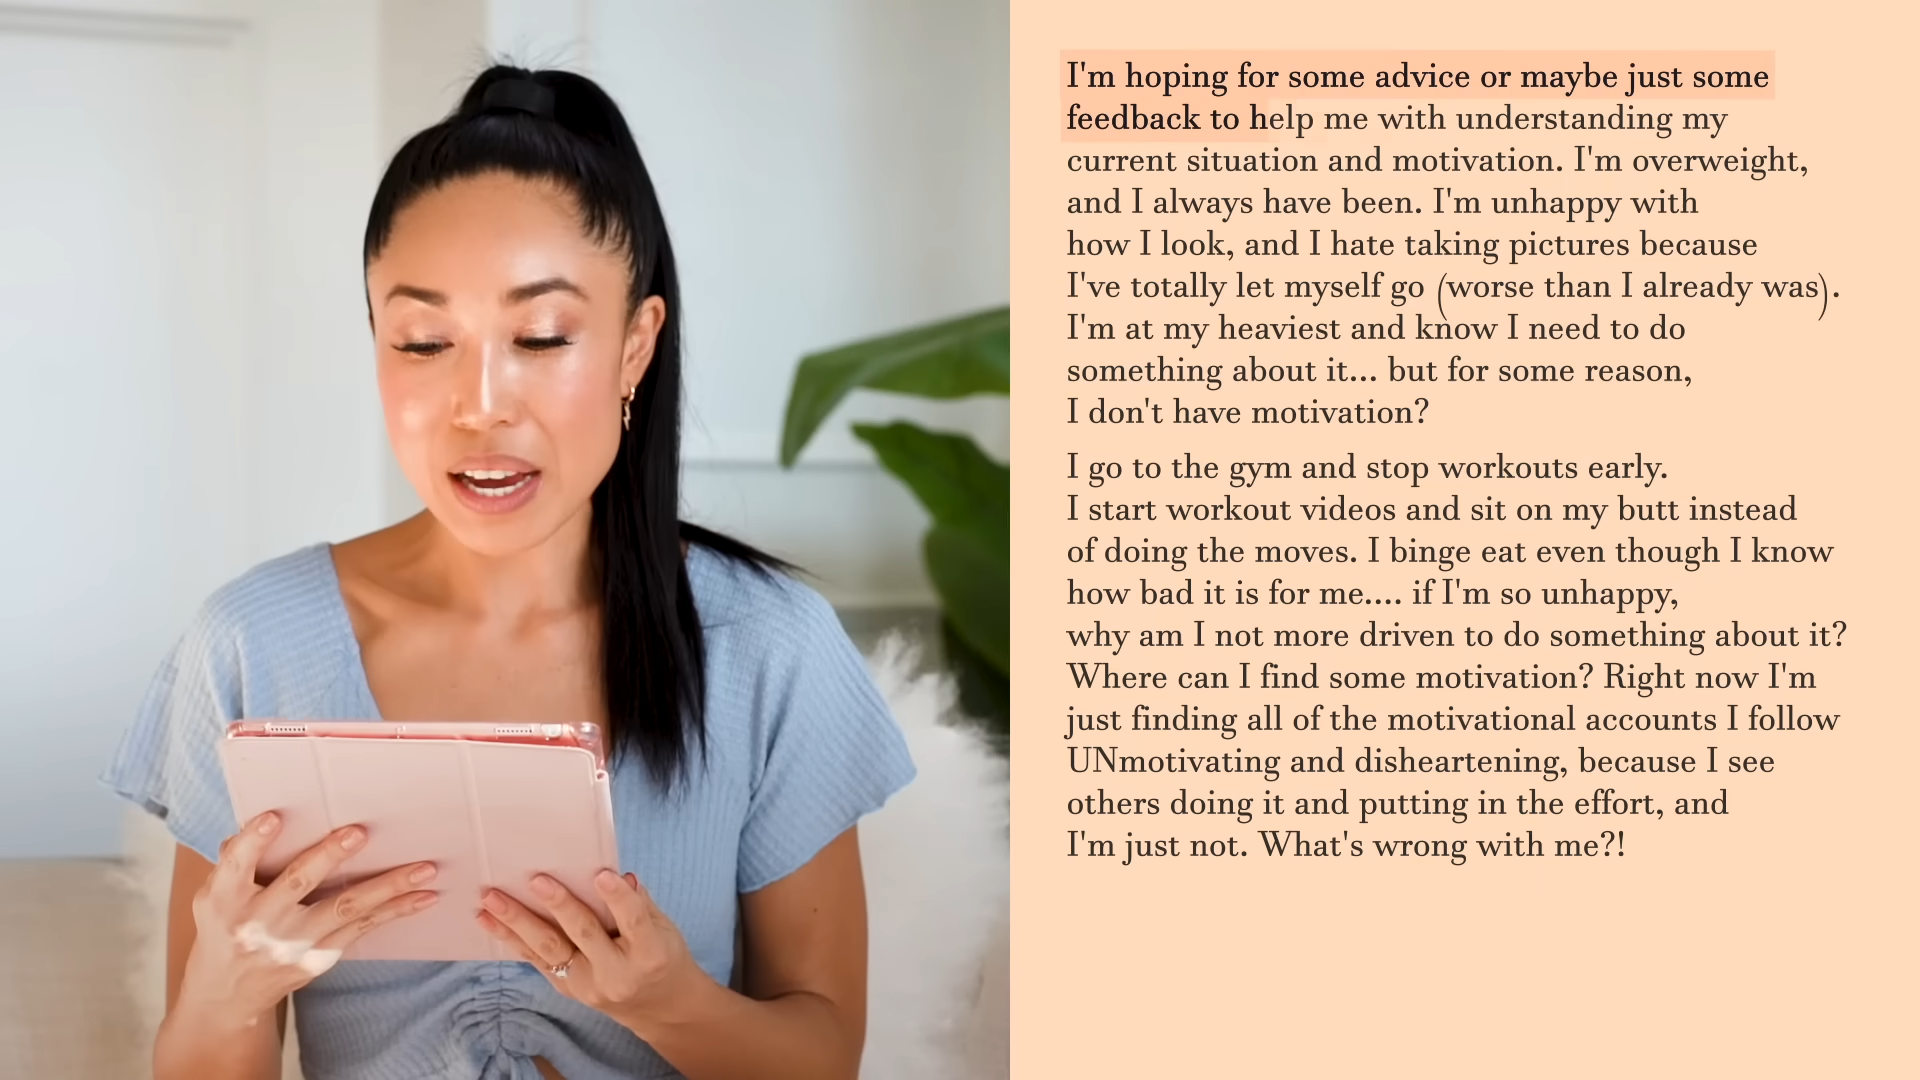 I'm hoping for some advice or maybe just some
feedback to help me with understanding my
current situation and motivation. I'm overweight,
and I always have been. I'm unhappy with
how I look, and I hate taking pictures because
I've totally let myself go (worse than I already was).
I'm at my heaviest and know I need to do
something about it... but for some reason,
I don't have motivation?
I go to the gym and stop workouts early.
I start workout videos and sit on my butt instead
of doing the moves. I binge eat even though I know
how bad it is for me.... if I'm so unhappy,
why am I not more driven to do something about it?
Where can I find some motivation? Right now I'm
just finding all of the motivational accounts I follow
UNmotivating and disheartening, because I see
others doing it and putting in the effort, and
I'm just not. What's wrong with me?!